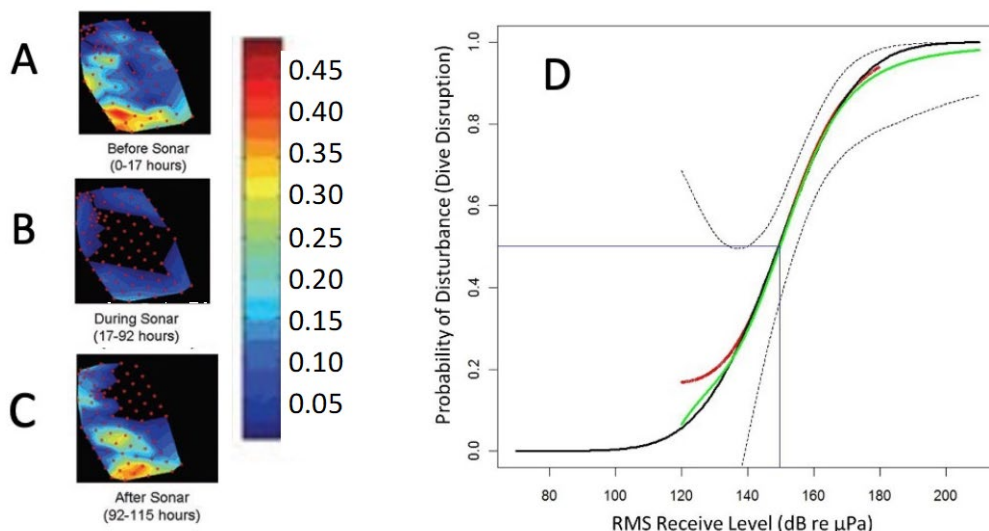 A
Before Sonar
(0-17 hours)
B
During Sonar
(17-92 hours)
C
After Sonar
(92-115 hours)
0.45
0.40
0.35
0.30
0.25
0.20
0.15
0.10
0.05
D
Probability of Disturbance (Dive Disruption)
1.0
0.8
0.6
0.4
0.2
0.0
80 100 120 140 160 180 200
RMS Receive Level (dB re µPa)